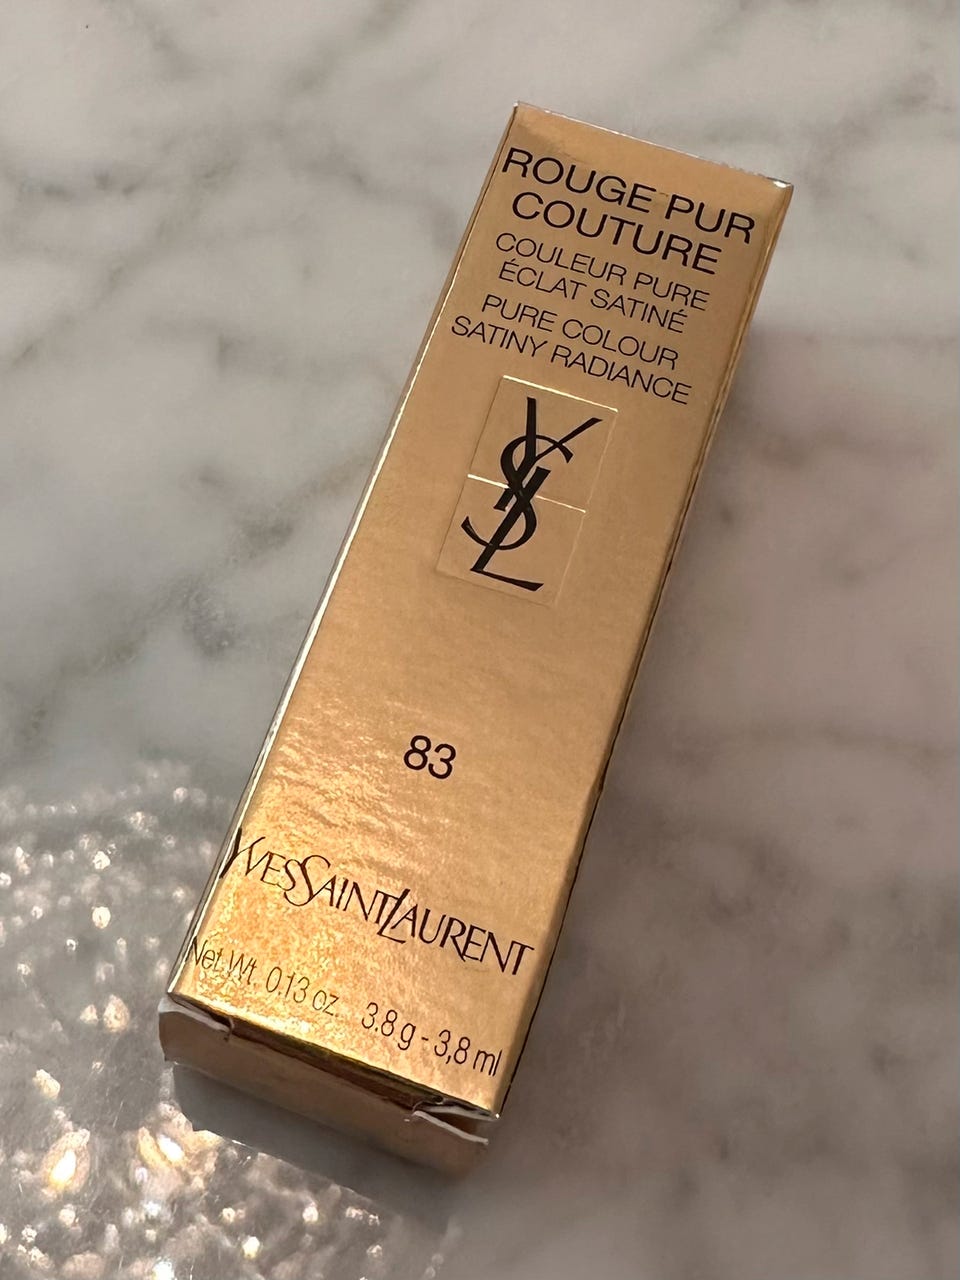 ROUGE PUR
COUTURE
COULEUR PURE
ÉCLAT SATINÉ
PURE COLOUR
SATINY RADIANCE
YSL
83
YVESSAINTLAURENT
Net Wt. 0.13 oz. 3.8 g - 3,8 ml